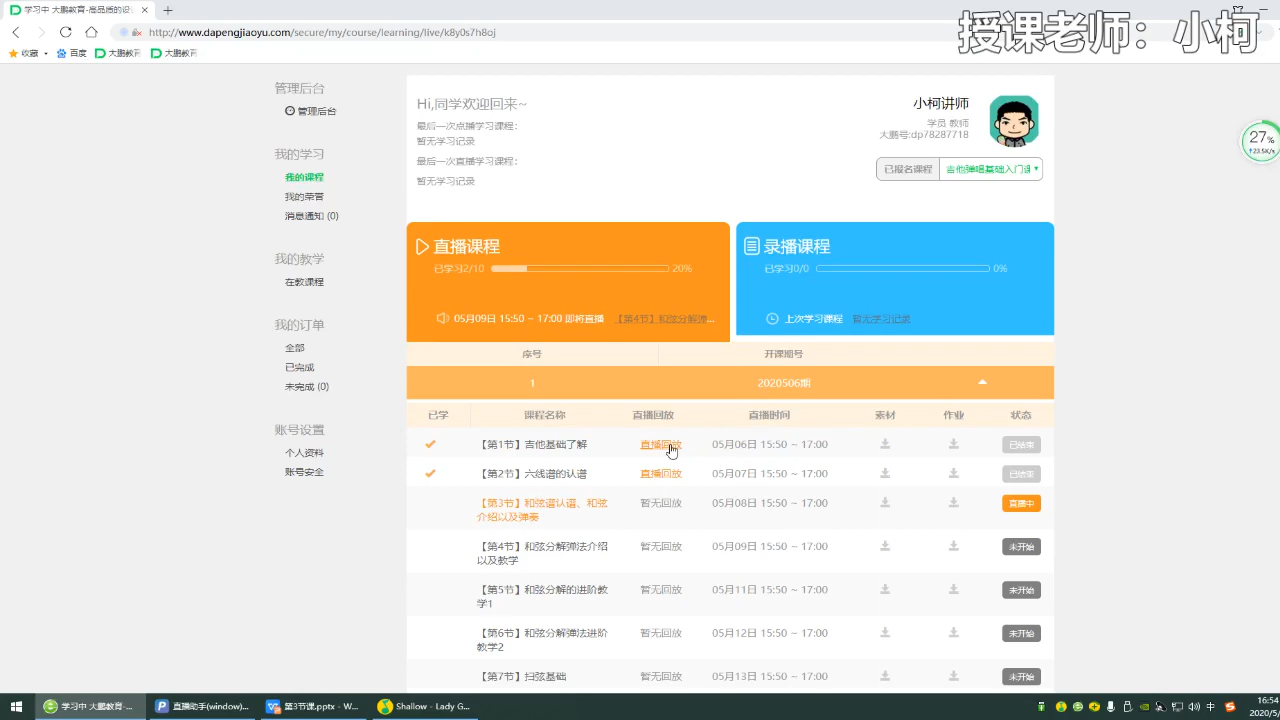 学习中 大鹏教育-高品质的设
授课老师：小柯
http://www.dapengjiaoyu.com/secure/my/course/learning/live/k8y0s7h8oj
收藏 百度 大鹏教育 大鹏教育
管理后台
管理后台
我的学习
我的课程
我的荣誉
消息通知 (0)
我的教学
在教课程
我的订单
全部
已完成
未完成 (0)
账号设置
个人资料
账号安全
Hi,同学欢迎回来~
最后一次点播学习课程：
暂无学习记录
最后一次直播学习课程：
暂无学习记录
小柯讲师
学员 教师
大鹏号:dp78287718
已报名课程 吉他弹唱基础入门课
27%
↑23.5K/s
直播课程
已学习2/10 20%
05月09日 15:50 ~ 17:00 即将直播 【第4节】和弦分解弹...
录播课程
已学习0/0 0%
上次学习课程 暂无学习记录
序号 开课期号
1 2020506期
已学 课程名称 直播回放 直播时间 素材 作业 状态
【第1节】吉他基础了解 直播回放 05月06日 15:50 ~ 17:00 已结束
【第2节】六线谱的认谱 直播回放 05月07日 15:50 ~ 17:00 已结束
【第3节】和弦谱认谱、和弦 暂无回放 05月08日 15:50 ~ 17:00 直播中
介绍以及弹奏
【第4节】和弦分解弹法介绍 暂无回放 05月09日 15:50 ~ 17:00 未开始
以及教学
【第5节】和弦分解的进阶教 暂无回放 05月11日 15:50 ~ 17:00 未开始
学1
【第6节】和弦分解弹法进阶 暂无回放 05月12日 15:50 ~ 17:00 未开始
教学2
【第7节】扫弦基础 暂无回放 05月13日 15:50 ~ 17:00 未开始
学习中 大鹏教育-... 直播助手(window)... 第3节课.pptx - W... Shallow - Lady G...
中
16:54
2020/5/